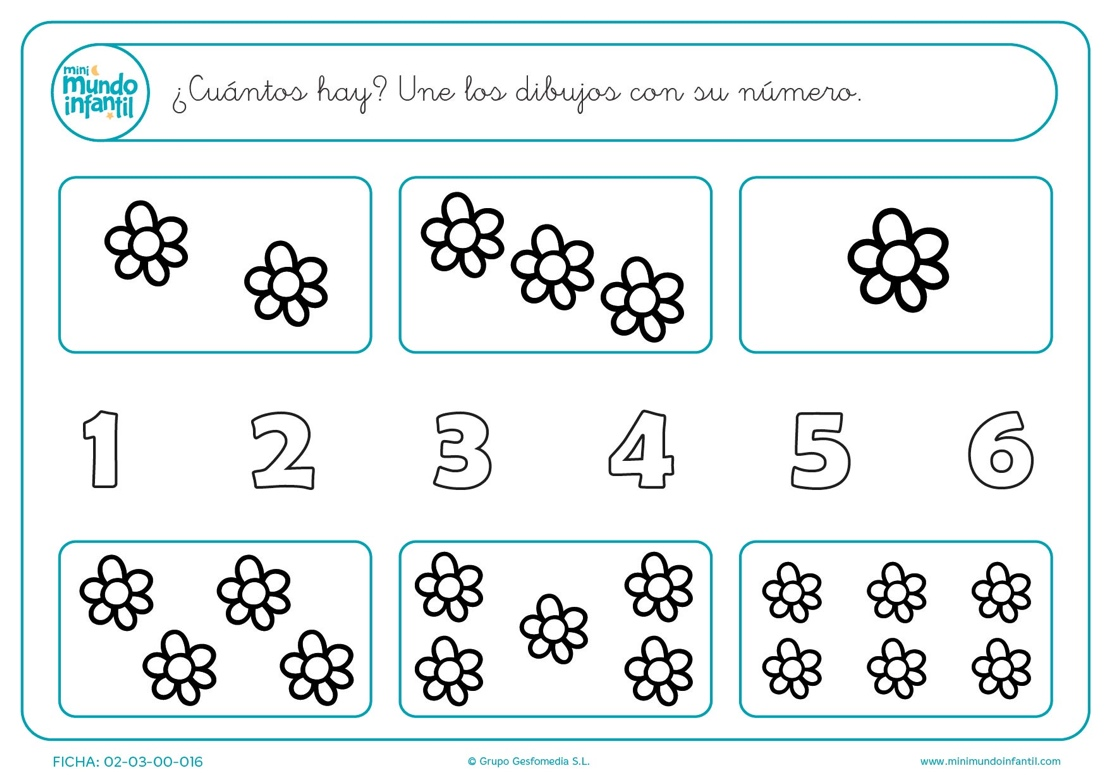 mini
mundo
infantil
¿Cuántos hay? Une los dibujos con su número.
1 2 3 4 5 6
FICHA: 02-03-00-016
© Grupo Gesfomedia S.L.
www.minimundoinfantil.com